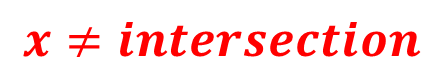 x ≠ intersection